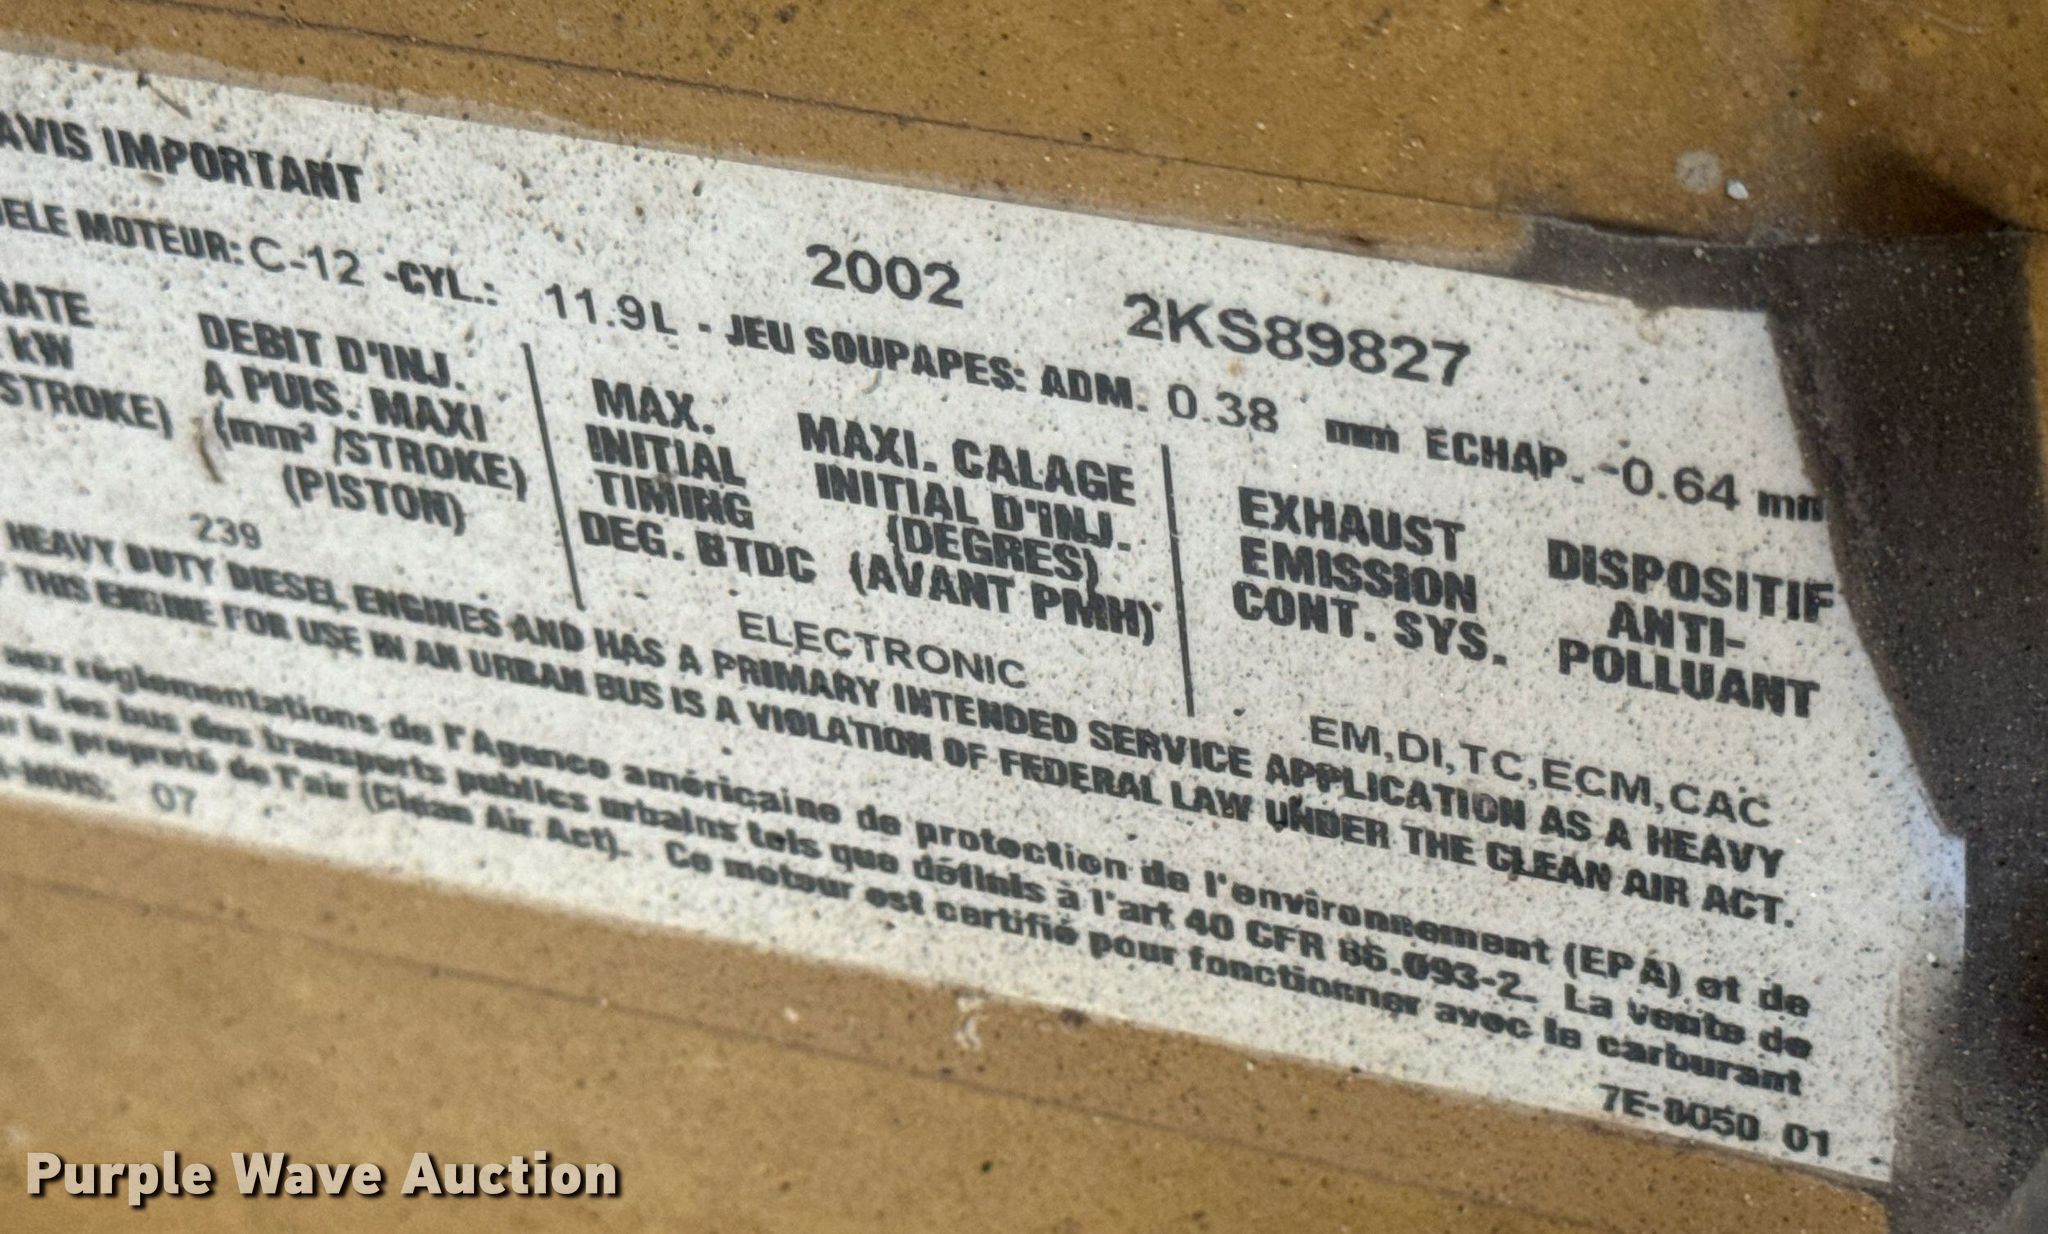 AVIS IMPORTANT
2002 2KS89827
MOTEUR: C-12 -CYL.: 11.9L - JEU SOUPAPES: ADM. 0.38 mm ECHAP. -0.64 mm
kW
STROKE)
DEBIT D'INJ.
A PUIS. MAXI
(mm³ /STROKE)
(PISTON)
239
MAX.
INITIAL
TIMING
DEG. BTDC
MAXI. CALAGE
INITIAL D'INJ.
(DEGRES)
(AVANT PMH)
ELECTRONIC
EXHAUST
EMISSION
CONT. SYS.
DISPOSITIF
ANTI-
POLLUANT
EM,DI,TC,ECM,CAC
HEAVY DUTY DIESEL ENGINES AND HAS A PRIMARY INTENDED SERVICE APPLICATION AS A HEAVY
THIS ENGINE FOR USE IN AN URBAN BUS IS A VIOLATION OF FEDERAL LAW UNDER THE CLEAN AIR ACT.
aux règlementations de l'Agence américaine de protection de l'environnement (EPA) et de
les bus des transports publics urbains tels que définis à l'art 40 CFR 86.093-2. La vente de
la propreté de l'air (Clean Air Act). Ce moteur est certifié pour fonctionner avec le carburant
MOIS: 07
7E-8050 01
Purple Wave Auction